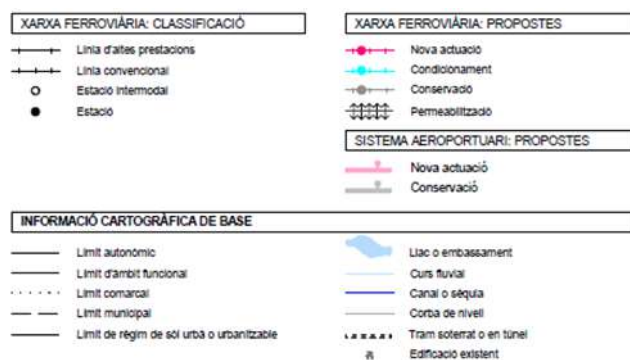 XARXA FERROVIÀRIA: CLASSIFICACIÓ
Línia d'altes prestacions
Línia convencional
Estació intermodal
Estació
XARXA FERROVIÀRIA: PROPOSTES
Nova actuació
Condicionament
Conservació
Permeabilització
SISTEMA AEROPORTUARI: PROPOSTES
Nova actuació
Conservació
INFORMACIÓ CARTOGRÀFICA DE BASE
Límit autonòmic
Límit d'àmbit funcional
Límit comarcal
Límit municipal
Límit de règim de sòl urbà o urbanitzable
Llac o embassament
Curs fluvial
Canal o sèquia
Corba de nivell
Tram soterrat o en túnel
Edificació existent